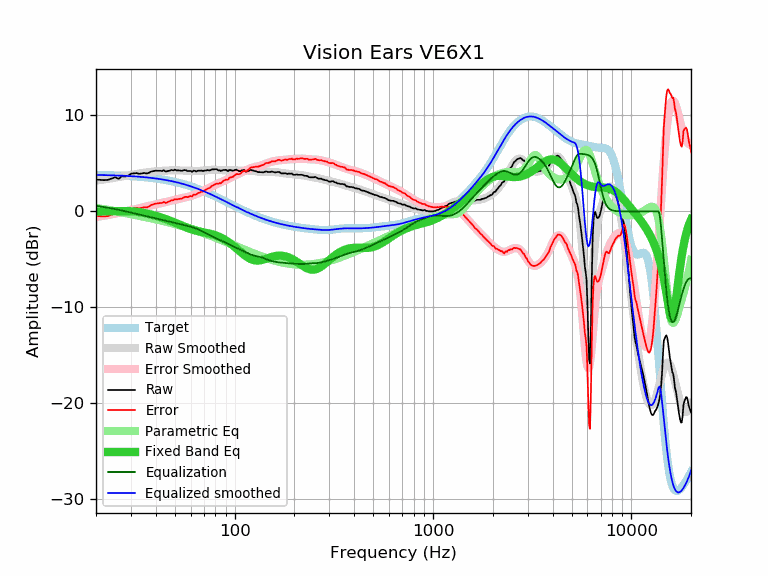 Vision Ears VE6X1
10
0
−10
−20
−30
Amplitude (dBr)
Target
Raw Smoothed
Error Smoothed
Raw
Error
Parametric Eq
Fixed Band Eq
Equalization
Equalized smoothed
100
1000
10000
Frequency (Hz)